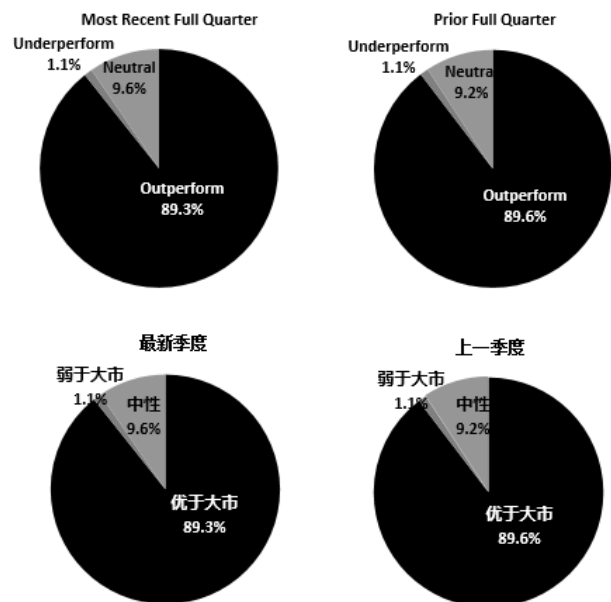 Most Recent Full Quarter
Underperform
1.1%
Neutral
9.6%
Outperform
89.3%
Prior Full Quarter
Underperform
1.1%
Neutra
9.2%
Outperform
89.6%
最新季度
弱于大市
1.1%
中性
9.6%
优于大市
89.3%
上一季度
弱于大市
1.1%
中性
9.2%
优于大市
89.6%